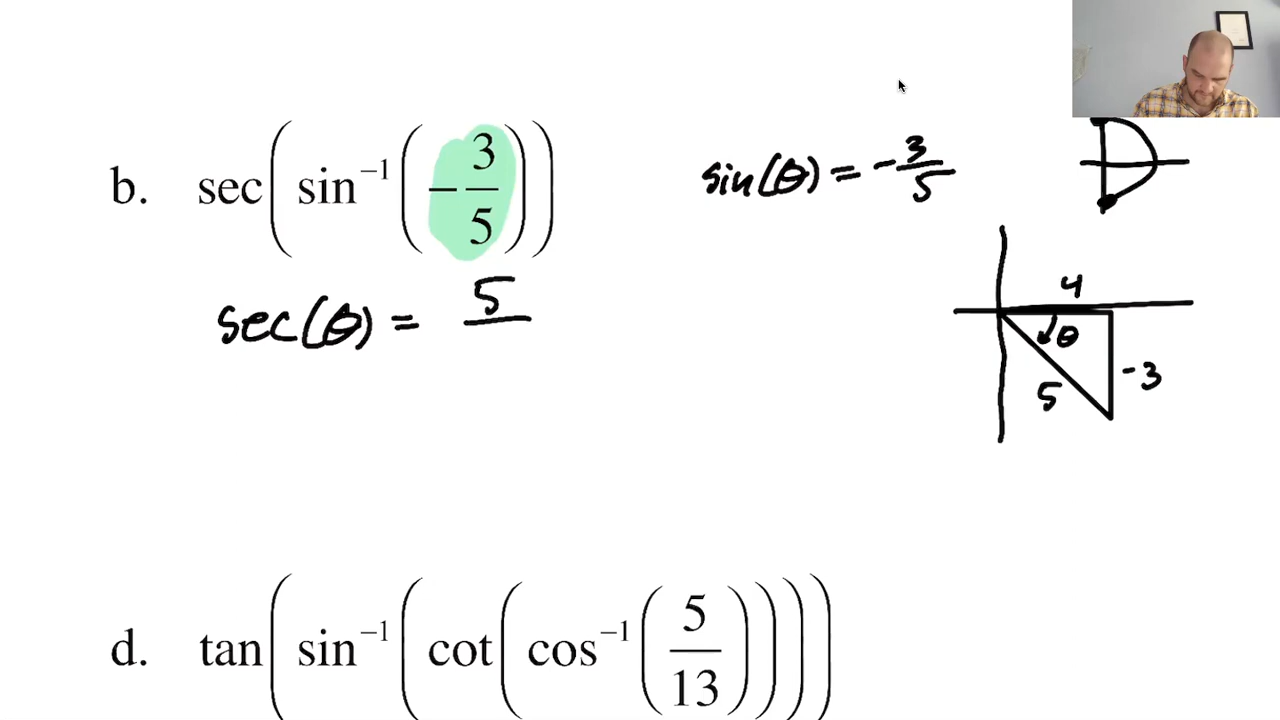 b. sec(sin⁻¹(-3/5))
sin(θ) = -3/5
sec(θ) = 5
4
θ
5
-3
d. tan(sin⁻¹(cot(cos⁻¹(5/13))))